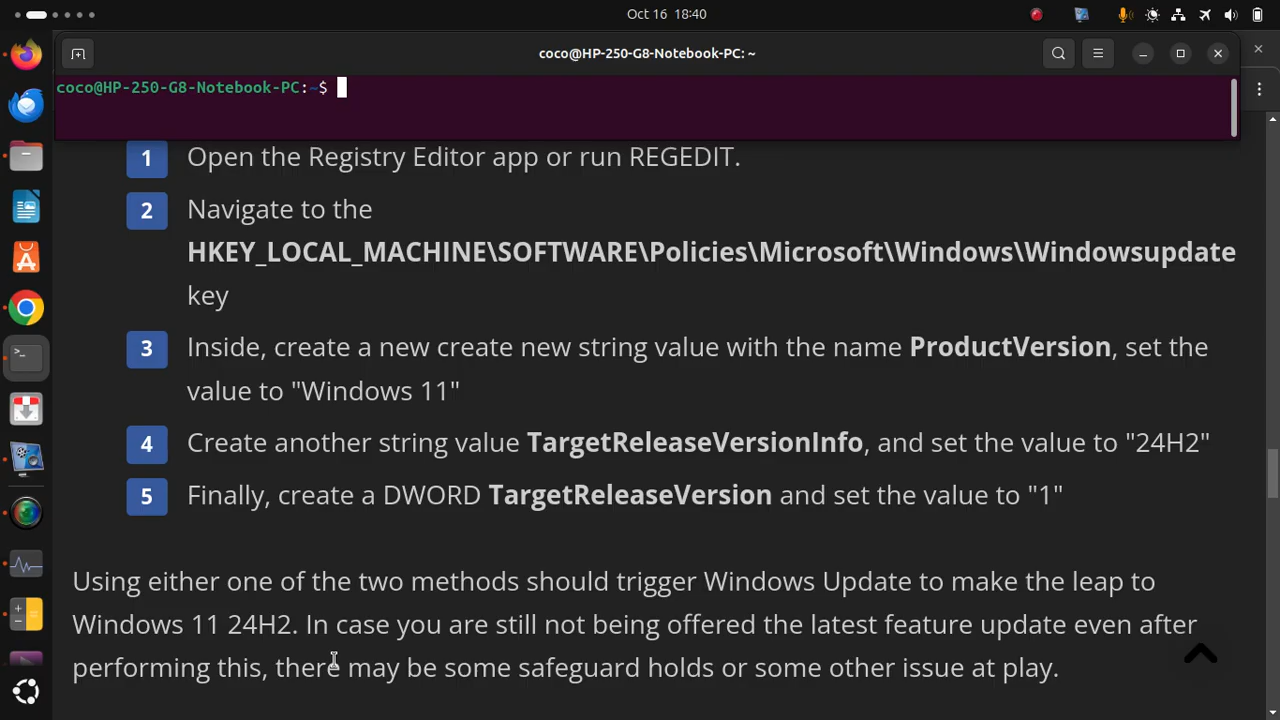 Oct 16 18:40
coco@HP-250-G8-Notebook-PC: ~
coco@HP-250-G8-Notebook-PC:~$
1 Open the Registry Editor app or run REGEDIT.
2 Navigate to the
HKEY_LOCAL_MACHINE\SOFTWARE\Policies\Microsoft\Windows\Windowsupdate
key
3 Inside, create a new create new string value with the name ProductVersion, set the
value to "Windows 11"
4 Create another string value TargetReleaseVersionInfo, and set the value to "24H2"
5 Finally, create a DWORD TargetReleaseVersion and set the value to "1"
Using either one of the two methods should trigger Windows Update to make the leap to
Windows 11 24H2. In case you are still not being offered the latest feature update even after
performing this, there may be some safeguard holds or some other issue at play.